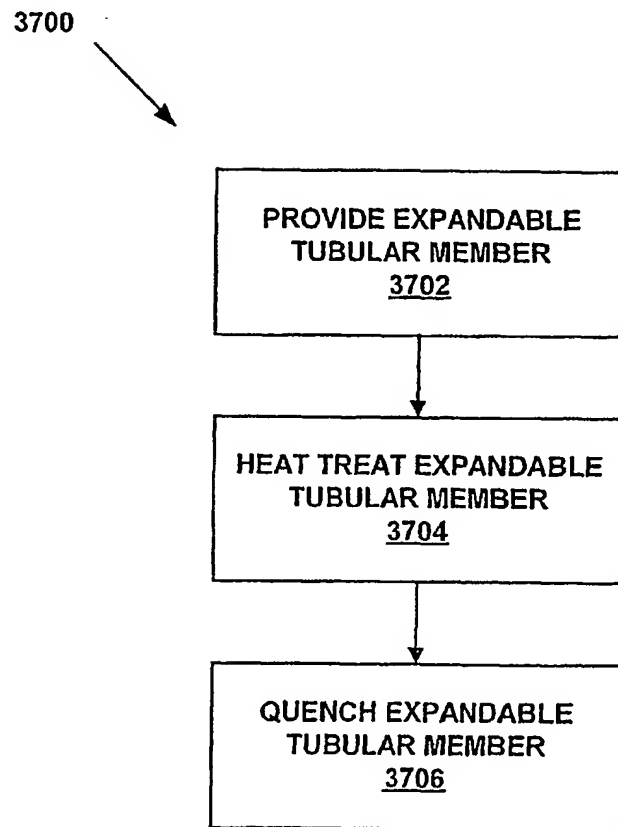 3700
PROVIDE EXPANDABLE
TUBULAR MEMBER
3702
HEAT TREAT EXPANDABLE
TUBULAR MEMBER
3704
QUENCH EXPANDABLE
TUBULAR MEMBER
3706